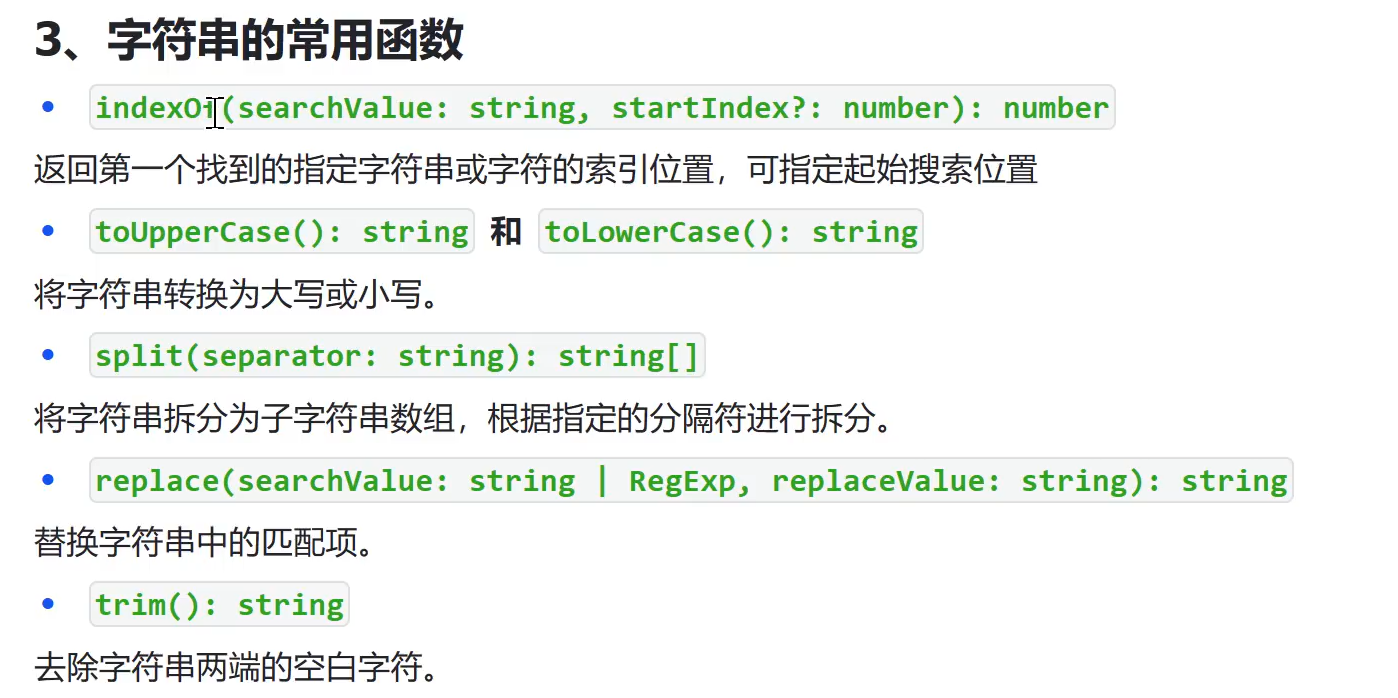 3、字符串的常用函数
• indexOf(searchValue: string, startIndex?: number): number
返回第一个找到的指定字符串或字符的索引位置，可指定起始搜索位置
• toUpperCase(): string 和 toLowerCase(): string
将字符串转换为大写或小写。
• split(separator: string): string[]
将字符串拆分为子字符串数组，根据指定的分隔符进行拆分。
• replace(searchValue: string | RegExp, replaceValue: string): string
替换字符串中的匹配项。
• trim(): string
去除字符串两端的空白字符。